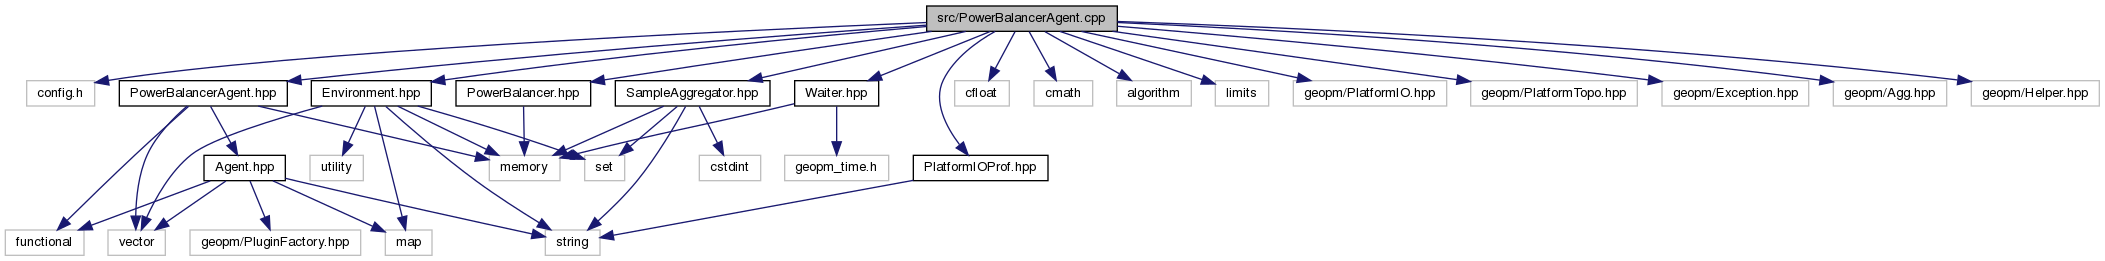 src/PowerBalancerAgent.cpp
config.h
PowerBalancerAgent.hpp
Environment.hpp
PowerBalancer.hpp
SampleAggregator.hpp
Waiter.hpp
cfloat
cmath
algorithm
limits
geopm/PlatformIO.hpp
geopm/PlatformTopo.hpp
geopm/Exception.hpp
geopm/Agg.hpp
geopm/Helper.hpp
Agent.hpp
utility
memory
set
cstdint
geopm_time.h
PlatformIOProf.hpp
functional
vector
geopm/PluginFactory.hpp
map
string